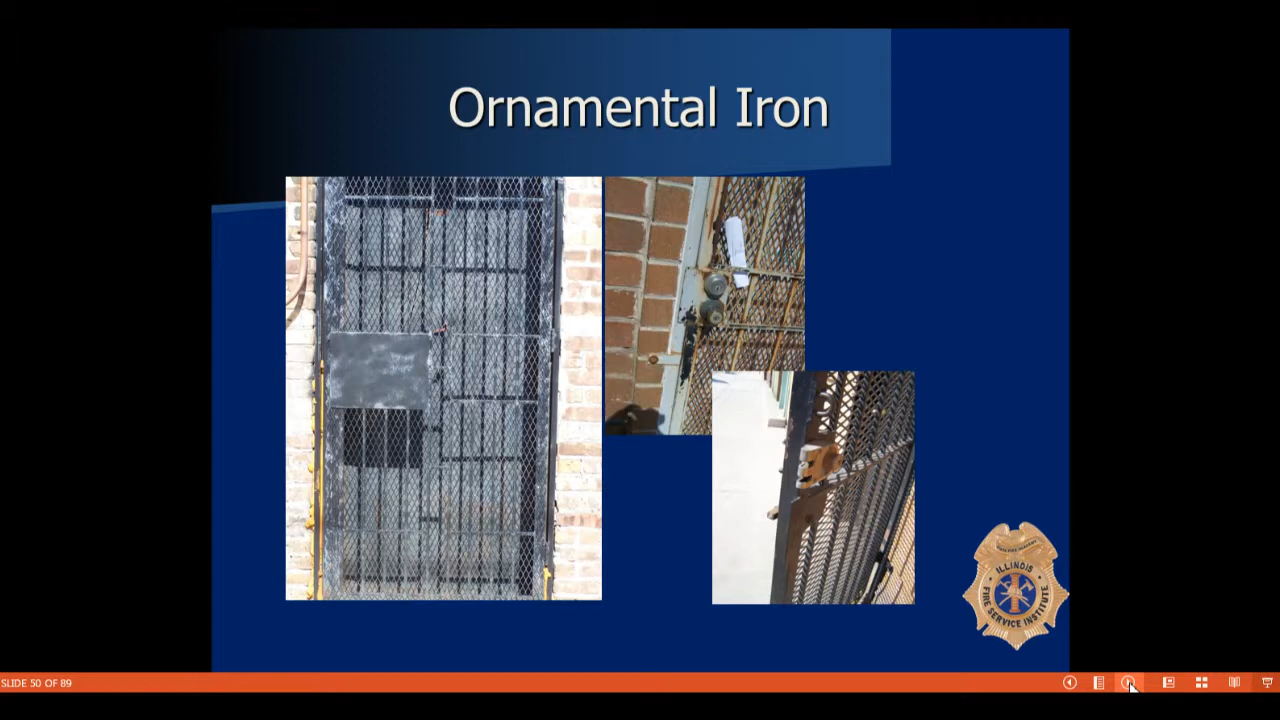 Ornamental Iron
ILLINOIS
FIRE SERVICE INSTITUTE
SLIDE 50 OF 89